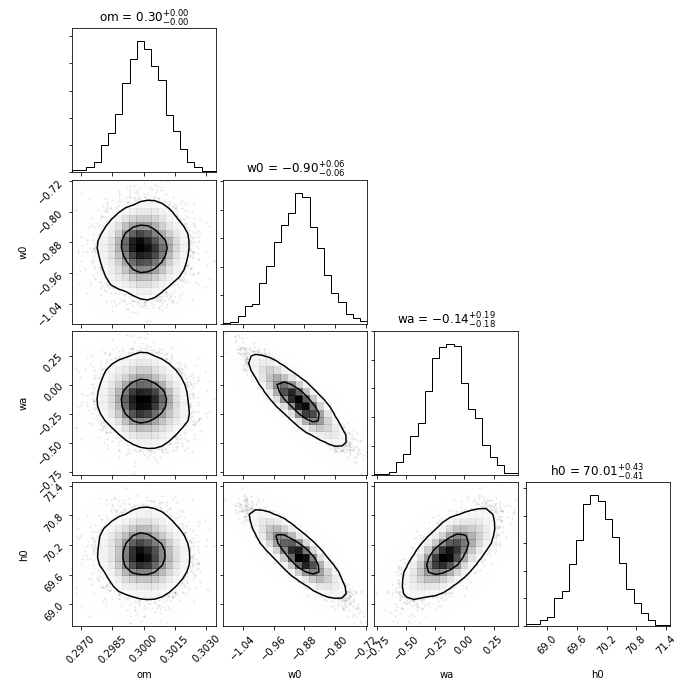 om = 0.30+0.00 −0.00
w0 = −0.90+0.06 −0.06
−0.72
−0.80
−0.88
−0.96
−1.04
w0
wa = −0.14+0.19 −0.18
0.25
0.00
−0.25
−0.50
−0.75
wa
h0 = 70.01+0.43 −0.41
71.4
70.8
70.2
69.6
69.0
h0
0.2970 0.2985 0.3000 0.3015 0.3030
−1.04 −0.96 −0.88 −0.80 −0.72
−0.75 −0.50 −0.25 0.00 0.25
69.0 69.6 70.2 70.8 71.4
om w0 wa h0